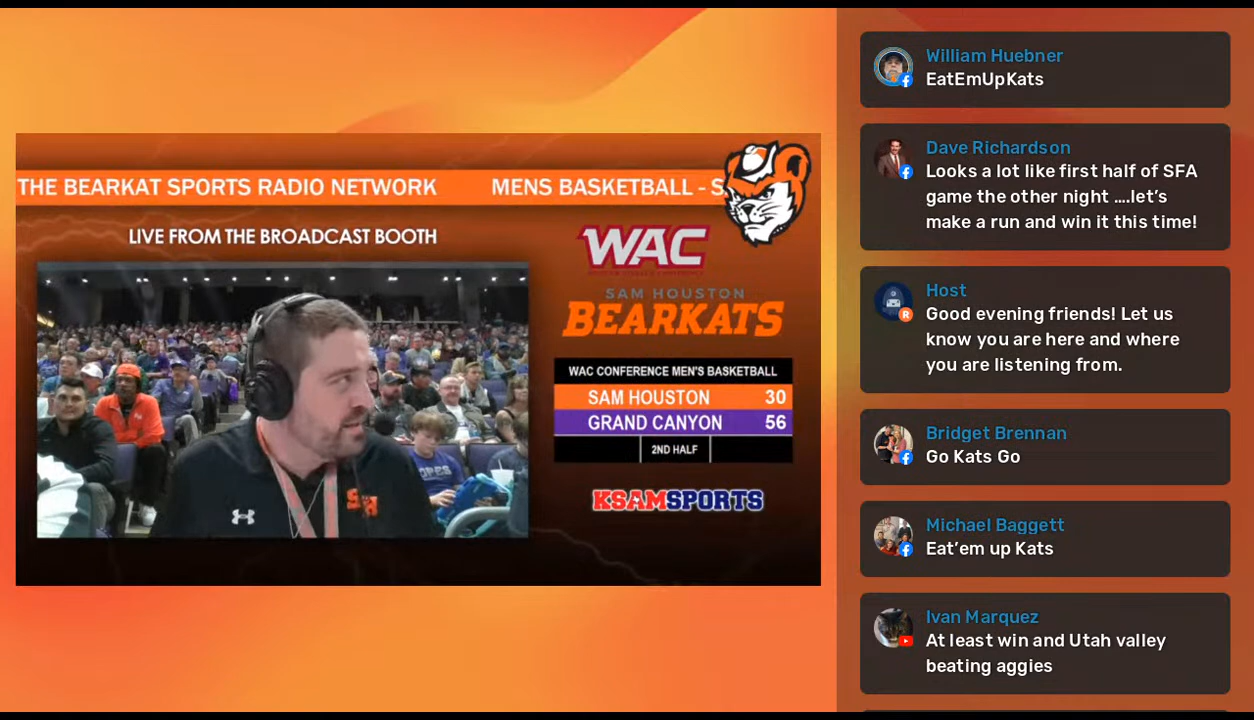 THE BEARKAT SPORTS RADIO NETWORK MENS BASKETBALL - S
LIVE FROM THE BROADCAST BOOTH
WAC
SAM HOUSTON
BEARKATS
WAC CONFERENCE MEN'S BASKETBALL
SAM HOUSTON 30
GRAND CANYON 56
2ND HALF
KSAMSPORTS
SH
OPES
William Huebner
EatEmUpKats
Dave Richardson
Looks a lot like first half of SFA
game the other night ....let's
make a run and win it this time!
Host
R
Good evening friends! Let us
know you are here and where
you are listening from.
Bridget Brennan
Go Kats Go
Michael Baggett
Eat'em up Kats
Ivan Marquez
At least win and Utah valley
beating aggies